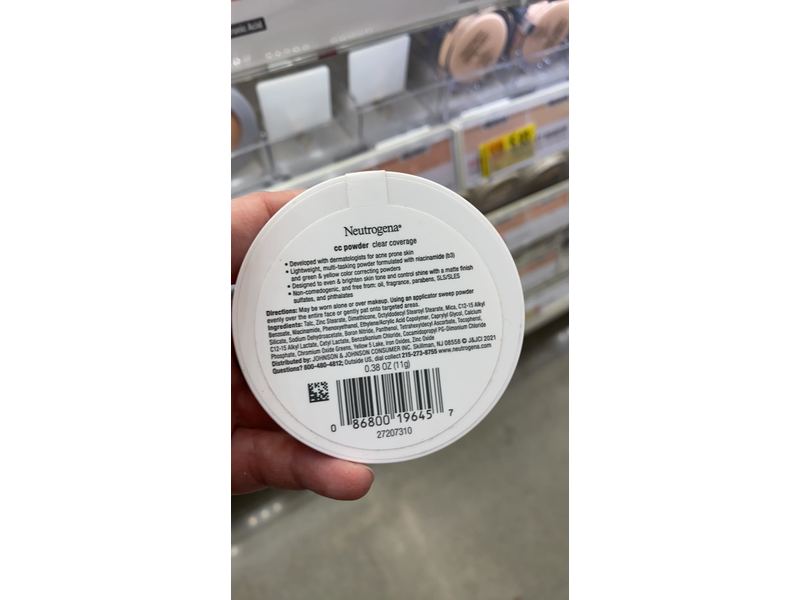 onic Acid
Neutrogena®
cc powder clear coverage
• Developed with dermatologists for acne prone skin
• Lightweight, multi-tasking powder formulated with niacinamide (b3)
and green & yellow color correcting powders
• Designed to even & brighten skin tone and control shine with a matte finish
• Non-comedogenic, and free from: oil, fragrance, parabens, SLS/SLES
sulfates, and phthalates
Directions: May be worn alone or over makeup. Using an applicator sweep powder
evenly over the entire face or gently pat onto targeted areas.
Ingredients: Talc, Zinc Stearate, Dimethicone, Octyldodecyl Stearoyl Stearate, Mica, C12-15 Alkyl
Benzoate, Niacinamide, Phenoxyethanol, Ethylene/Acrylic Acid Copolymer, Caprylyl Glycol, Calcium
Silicate, Sodium Dehydroacetate, Boron Nitride, Panthenol, Tetrahexyldecyl Ascorbate, Tocopherol,
C12-15 Alkyl Lactate, Cetyl Lactate, Benzalkonium Chloride, Cocamidopropyl PG-Dimonium Chloride
Phosphate, Chromium Oxide Greens, Yellow 5 Lake, Iron Oxides, Zinc Oxide
Distributed by: JOHNSON & JOHNSON CONSUMER INC. Skillman, NJ 08558 © J&JCI 2021
Questions? 800-480-4812; Outside US, dial collect 215-273-8755 www.neutrogena.com
0.38 OZ (11g)
0 86800 19645 7
27207310